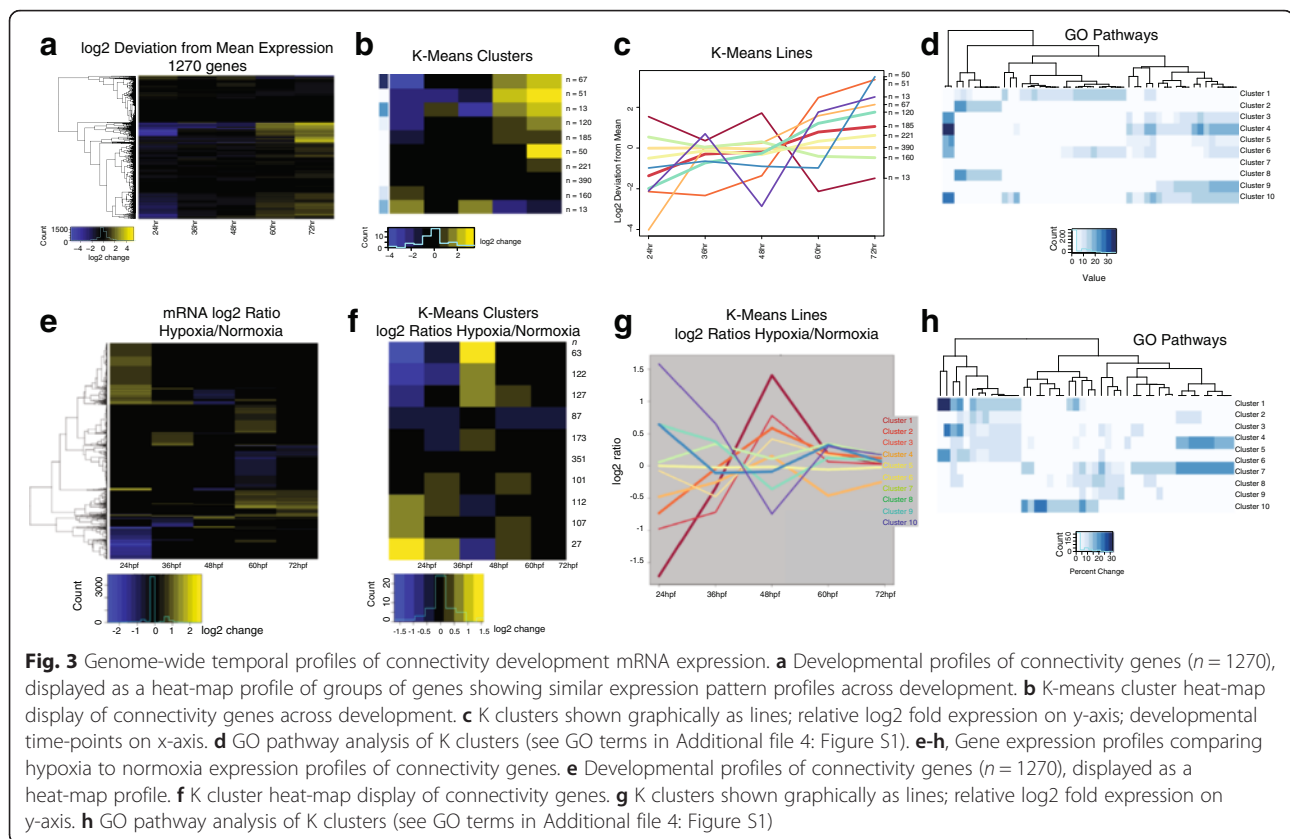 a
log2 Deviation from Mean Expression
1270 genes
24hr
36hr
48hr
60hr
72hr
Count
1500
0
−4 −2 0 2 4
log2 change
b
K-Means Clusters
n = 67
n = 51
n = 13
n = 120
n = 185
n = 50
n = 221
n = 390
n = 160
n = 13
Count
10
0
−4 −2 0 2
log2 change
c
K-Means Lines
Log2 Deviation from Mean
2
0
−2
−4
24hr
36hr
48hr
60hr
72hr
n = 50
n = 51
n = 13
n = 67
n = 120
n = 185
n = 221
n = 390
n = 160
n = 13
d
GO Pathways
Cluster 1
Cluster 2
Cluster 3
Cluster 4
Cluster 5
Cluster 6
Cluster 7
Cluster 8
Cluster 9
Cluster 10
Count
0 200
0 10 20 30
Value
e
mRNA log2 Ratio
Hypoxia/Normoxia
24hpf 36hpf 48hpf 60hpf 72hpf
Count
3000
0
-2 -1 0 1 2
log2 change
f
K-Means Clusters
log2 Ratios Hypoxia/Normoxia
n
63
122
127
87
173
351
101
112
107
27
24hpf 36hpf 48hpf 60hpf 72hpf
Count
20
10
0
-1.5 -1 -0.5 0 0.5 1 1.5
log2 change
g
K-Means Lines
log2 Ratios Hypoxia/Normoxia
log2 ratio
1.5
1
0.5
0
-0.5
-1
-1.5
24hpf 36hpf 48hpf 60hpf 72hpf
Cluster 1
Cluster 2
Cluster 3
Cluster 4
Cluster 8
Cluster 9
Cluster 10
h
GO Pathways
Cluster 1
Cluster 2
Cluster 3
Cluster 4
Cluster 5
Cluster 6
Cluster 7
Cluster 8
Cluster 9
Cluster 10
Count
0 150
0 10 20 30
Percent Change
Fig. 3 Genome-wide temporal profiles of connectivity development mRNA expression. a Developmental profiles of connectivity genes (n = 1270),
displayed as a heat-map profile of groups of genes showing similar expression pattern profiles across development. b K-means cluster heat-map
display of connectivity genes across development. c K clusters shown graphically as lines; relative log2 fold expression on y-axis; developmental
time-points on x-axis. d GO pathway analysis of K clusters (see GO terms in Additional file 4: Figure S1). e-h, Gene expression profiles comparing
hypoxia to normoxia expression profiles of connectivity genes. e Developmental profiles of connectivity genes (n = 1270), displayed as a
heat-map profile. f K cluster heat-map display of connectivity genes. g K clusters shown graphically as lines; relative log2 fold expression on
y-axis. h GO pathway analysis of K clusters (see GO terms in Additional file 4: Figure S1)